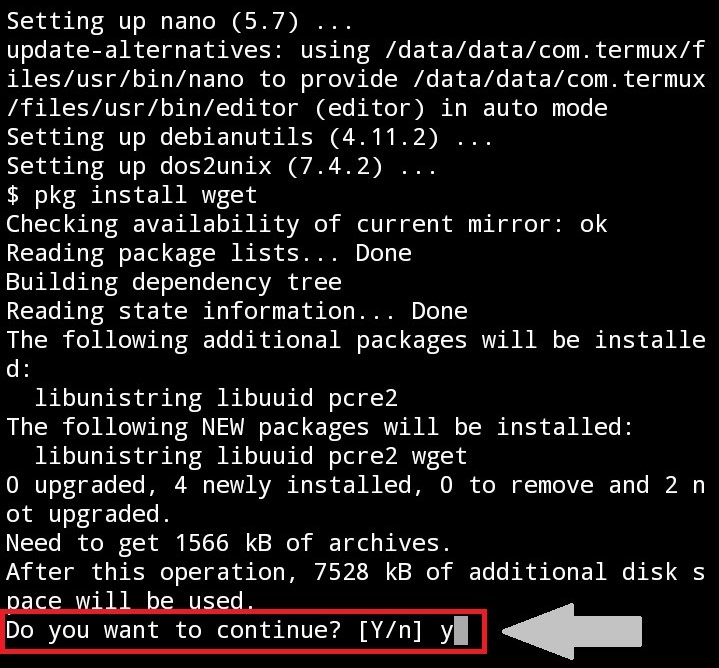 Setting up nano (5.7) ...
update-alternatives: using /data/data/com.termux/f
iles/usr/bin/nano to provide /data/data/com.termux
/files/usr/bin/editor (editor) in auto mode
Setting up debianutils (4.11.2) ...
Setting up dos2unix (7.4.2) ...
$ pkg install wget
Checking availability of current mirror: ok
Reading package lists... Done
Building dependency tree
Reading state information... Done
The following additional packages will be installe
d:
  libunistring libuuid pcre2
The following NEW packages will be installed:
  libunistring libuuid pcre2 wget
0 upgraded, 4 newly installed, 0 to remove and 2 n
ot upgraded.
Need to get 1566 kB of archives.
After this operation, 7528 kB of additional disk s
pace will be used.
Do you want to continue? [Y/n] y